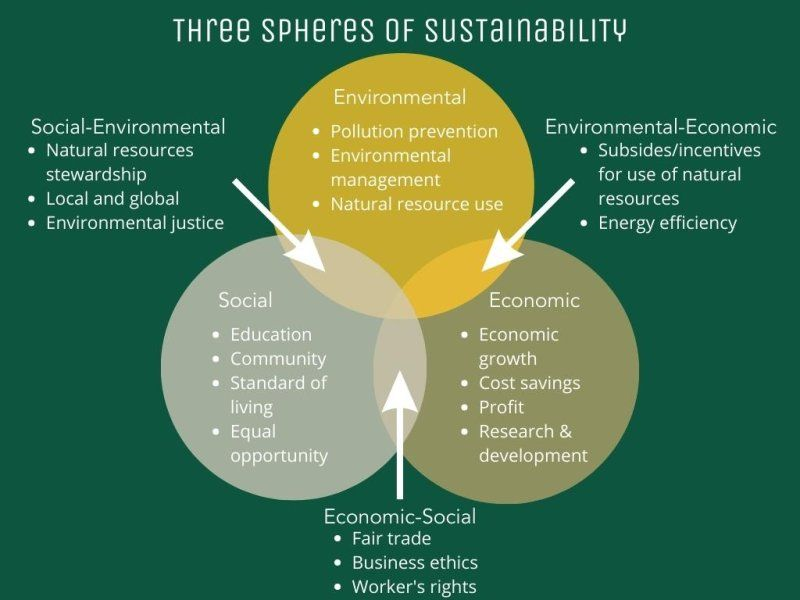 THREE SPHERES OF SUSTAINABILITY
Environmental
• Pollution prevention
• Environmental
management
• Natural resource use
Social-Environmental
• Natural resources
stewardship
• Local and global
• Environmental justice
Environmental-Economic
• Subsides/incentives
for use of natural
resources
• Energy efficiency
Social
• Education
• Community
• Standard of
living
• Equal
opportunity
Economic
• Economic
growth
• Cost savings
• Profit
• Research &
development
Economic-Social
• Fair trade
• Business ethics
• Worker's rights